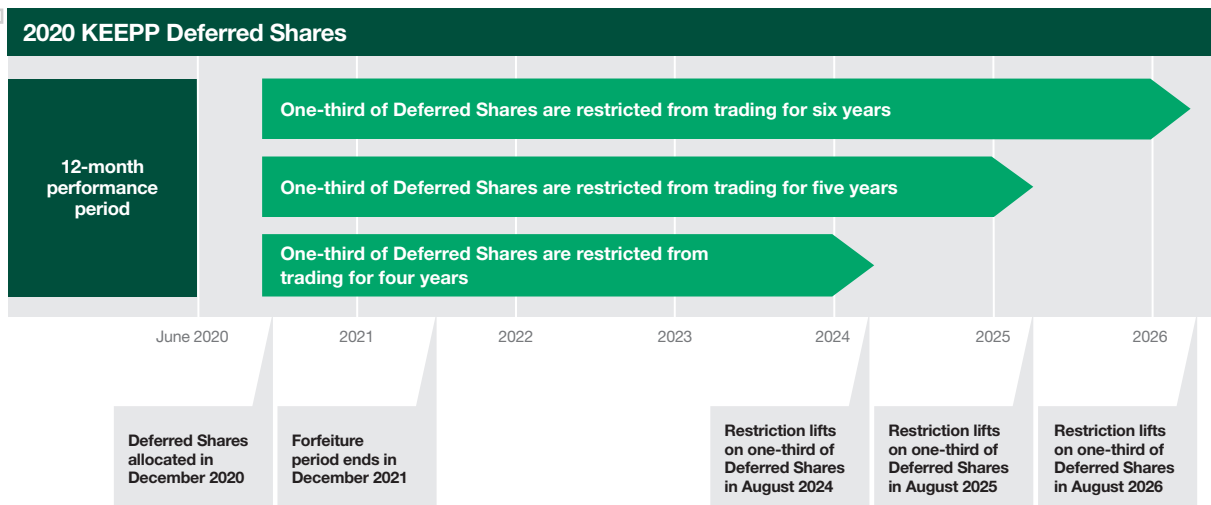 2020 KEEPP Deferred Shares
12-month
performance
period
One-third of Deferred Shares are restricted from trading for six years
One-third of Deferred Shares are restricted from trading for five years
One-third of Deferred Shares are restricted from
trading for four years
June 2020
2021
2022
2023
2024
2025
2026
Deferred Shares
allocated in
December 2020
Forfeiture
period ends in
December 2021
Restriction lifts
on one-third of
Deferred Shares
in August 2024
Restriction lifts
on one-third of
Deferred Shares
in August 2025
Restriction lifts
on one-third of
Deferred Shares
in August 2026